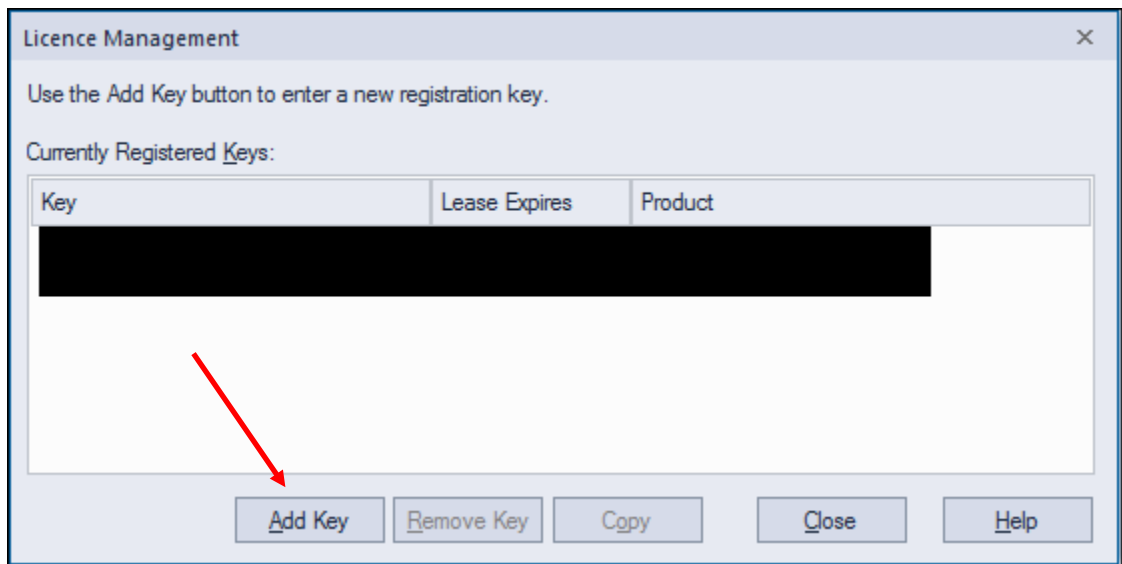 Licence Management
Use the Add Key button to enter a new registration key.
Currently Registered Keys:
Key Lease Expires Product
Add Key Remove Key Copy Close Help